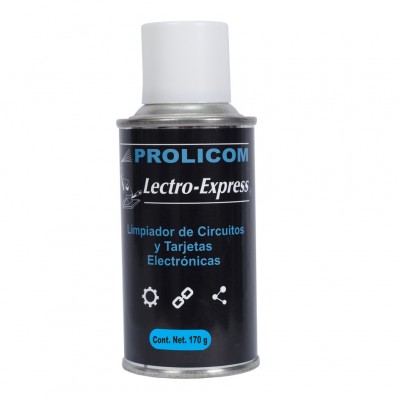 PROLICOM
Lectro-Express
Limpiador de Circuitos
y Tarjetas
Electrónicas
Cont. Net. 170 g